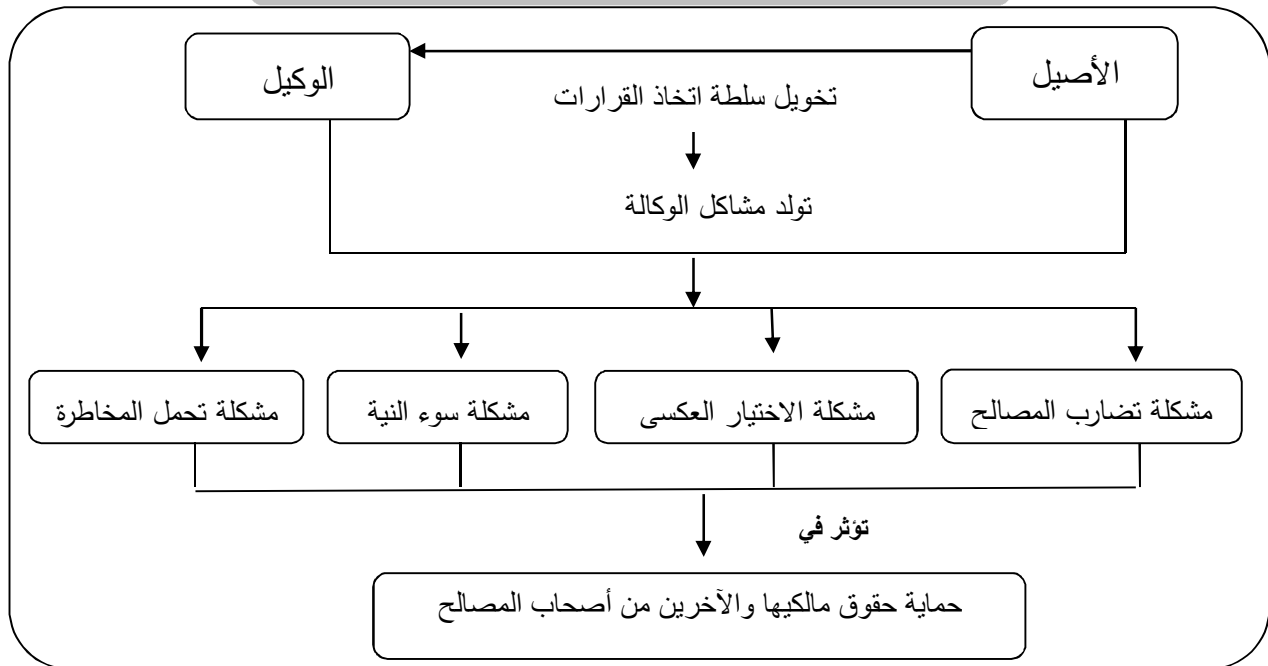 الأصيل
الوكيل
تخويل سلطة اتخاذ القرارات
تولد مشاكل الوكالة
مشكلة تضارب المصالح
مشكلة الاختيار العكسى
مشكلة سوء النية
مشكلة تحمل المخاطرة
تؤثر في
حماية حقوق مالكيها والآخرين من أصحاب المصالح